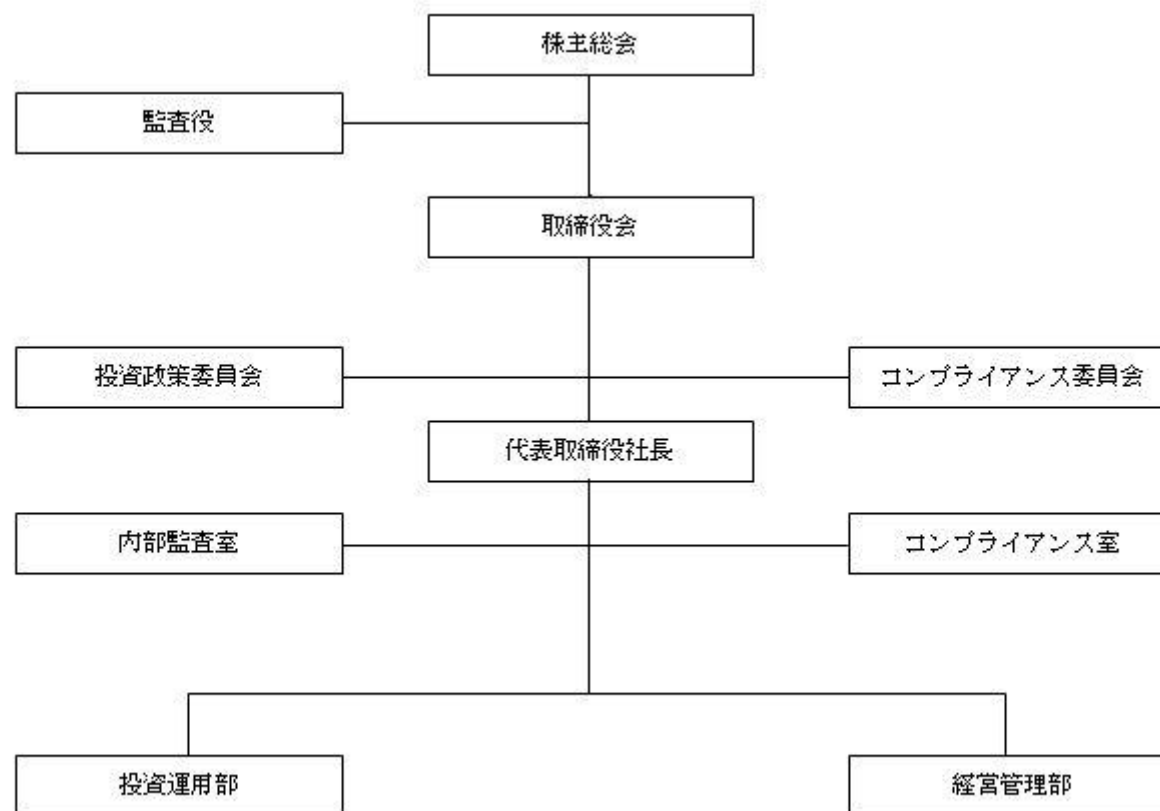 株主総会
監査役
取締役会
投資政策委員会
コンプライアンス委員会
代表取締役社長
内部監査室
コンプライアンス室
投資運用部
経営管理部